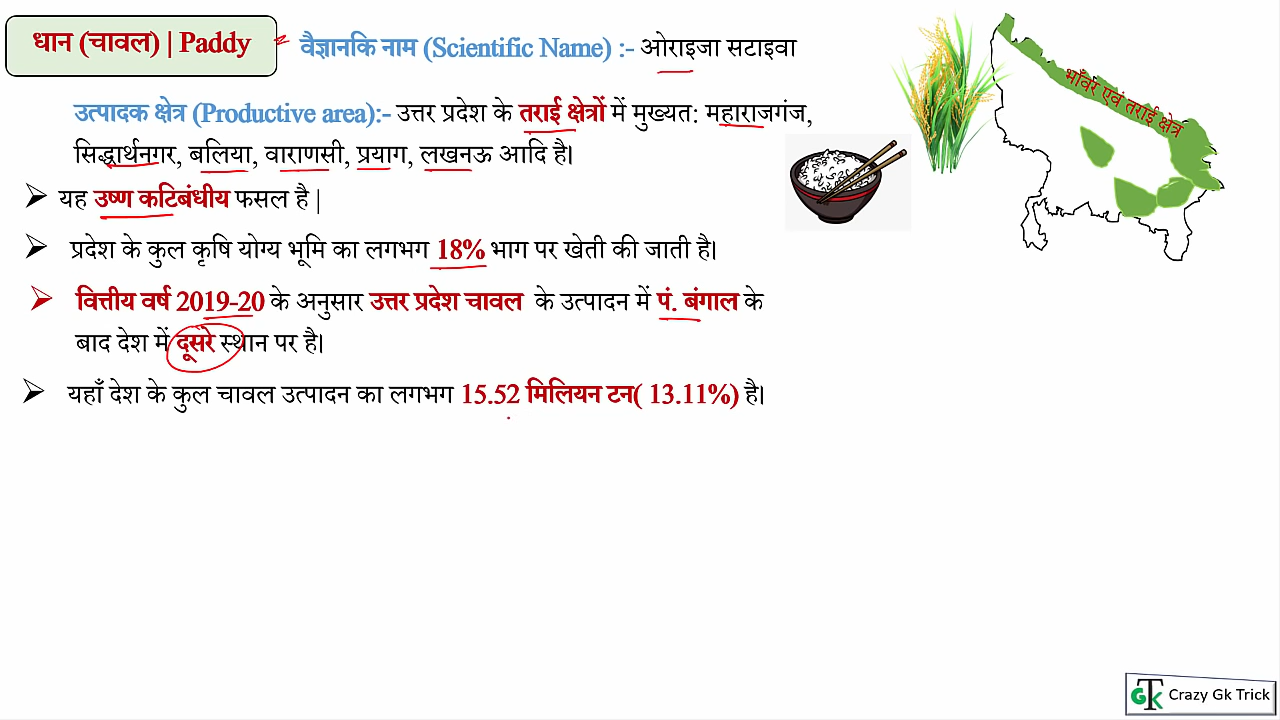 धान (चावल) | Paddy
वैज्ञानकि नाम (Scientific Name) :- ओराइजा सटाइवा
उत्पादक क्षेत्र (Productive area):- उत्तर प्रदेश के तराई क्षेत्रों में मुख्यत: महाराजगंज,
सिद्धार्थनगर, बलिया, वाराणसी, प्रयाग, लखनऊ आदि है।
➢ यह उष्ण कटिबंधीय फसल है |
➢ प्रदेश के कुल कृषि योग्य भूमि का लगभग 18% भाग पर खेती की जाती है।
➢ वित्तीय वर्ष 2019-20 के अनुसार उत्तर प्रदेश चावल के उत्पादन में पं. बंगाल के
बाद देश में दूसरे स्थान पर है।
➢ यहाँ देश के कुल चावल उत्पादन का लगभग 15.52 मिलियन टन( 13.11%) है।
भाँवर एवं तराई क्षेत्र
GTK Crazy Gk Trick